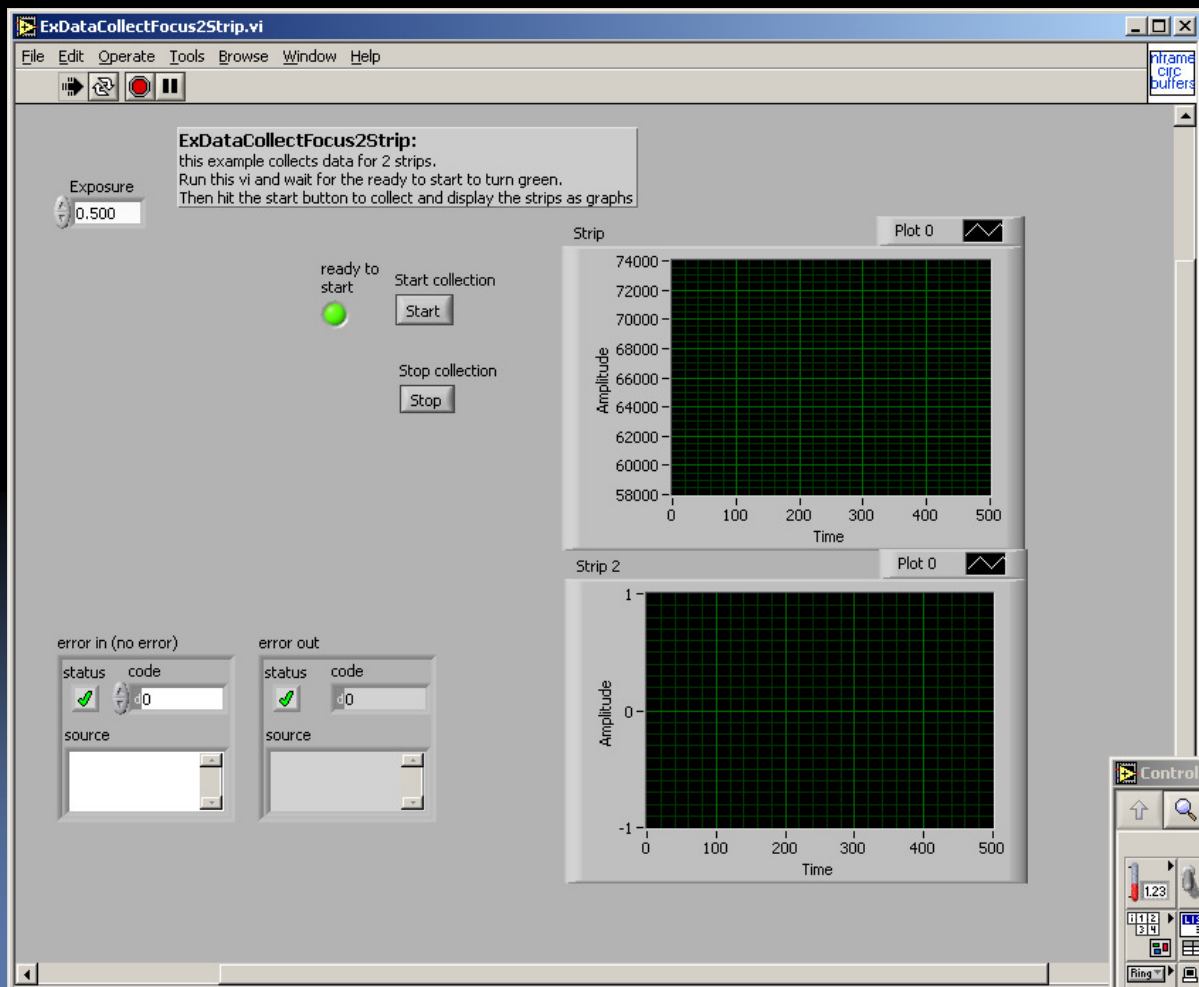 ExDataCollectFocus2Strip.vi
File Edit Operate Tools Browse Window Help
nframe
circ
buffers
ExDataCollectFocus2Strip:
this example collects data for 2 strips.
Run this vi and wait for the ready to start to turn green.
Then hit the start button to collect and display the strips as graphs
Exposure
0.500
ready to
start
Start collection
Start
Stop collection
Stop
Strip
Plot 0
74000
72000
70000
68000
66000
64000
62000
60000
58000
Amplitude
0 100 200 300 400 500
Time
Strip 2
Plot 0
1
0
-1
Amplitude
0 100 200 300 400 500
Time
error in (no error)
status code
d0
source
error out
status code
d0
source
Control
1.23
Ring